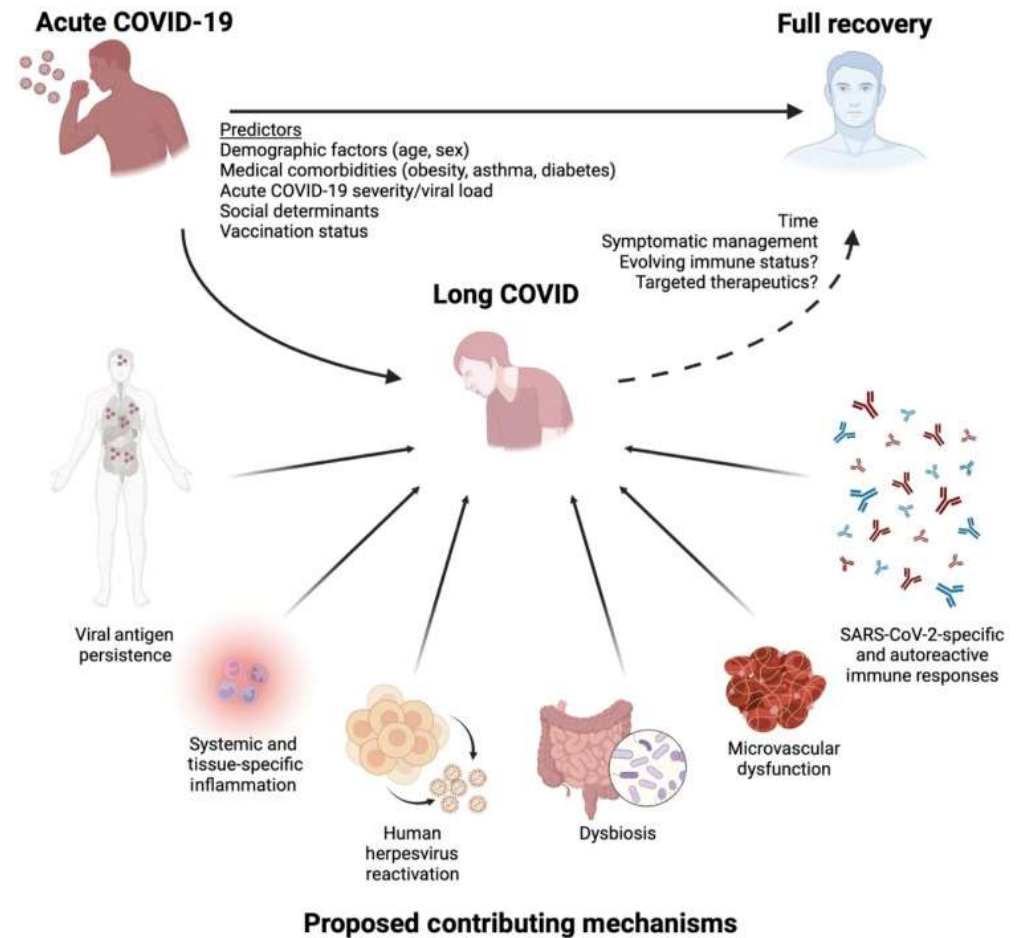 Acute COVID-19
Full recovery
Predictors
Demographic factors (age, sex)
Medical comorbidities (obesity, asthma, diabetes)
Acute COVID-19 severity/viral load
Social determinants
Vaccination status
Time
Symptomatic management
Evolving immune status?
Targeted therapeutics?
Long COVID
Viral antigen
persistence
Systemic and
tissue-specific
inflammation
Human
herpesvirus
reactivation
Dysbiosis
Microvascular
dysfunction
SARS-CoV-2-specific
and autoreactive
immune responses
Proposed contributing mechanisms